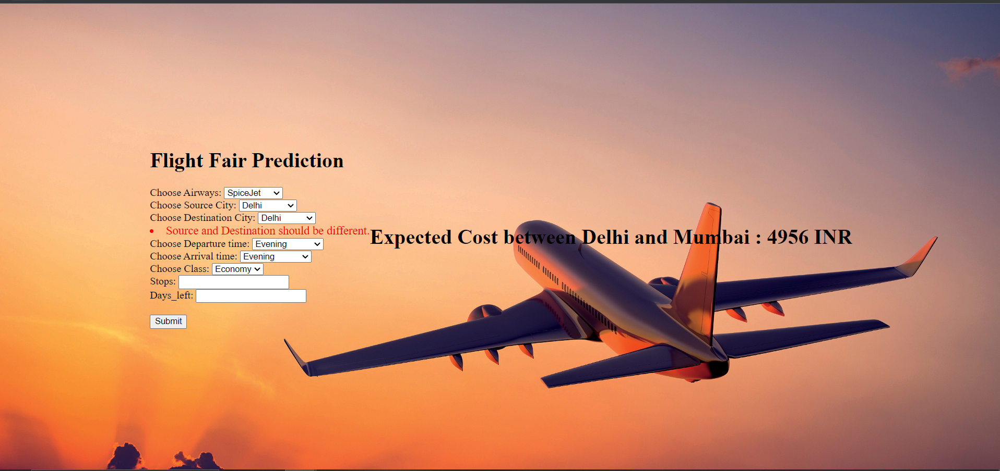 Flight Fair Prediction
Choose Airways: SpiceJet
Choose Source City: Delhi
Choose Destination City: Delhi
• Source and Destination should be different.
Expected Cost between Delhi and Mumbai : 4956 INR
Choose Departure time: Evening
Choose Arrival time: Evening
Choose Class: Economy
Stops:
Days_left:
Submit